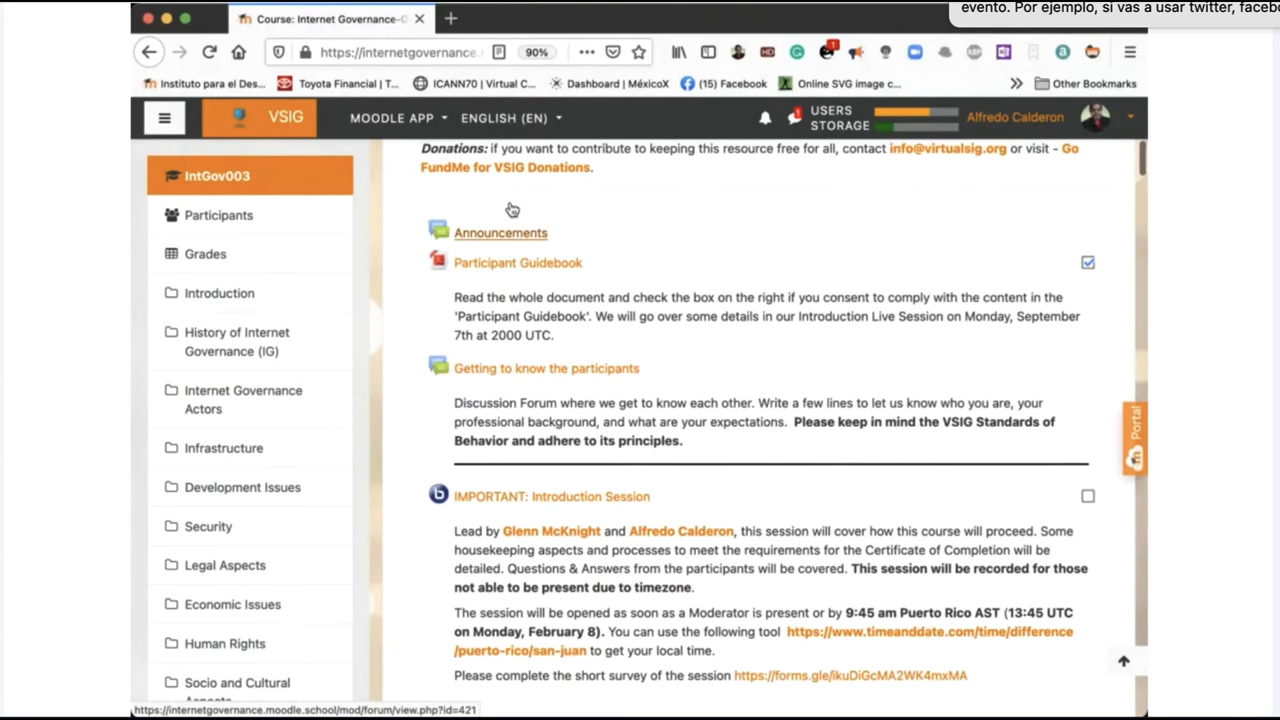 evento. Por ejemplo, si vas a usar twitter, facebo
Course: Internet Governance-G
https://internetgovernance.
90%
Instituto para el Des...
Toyota Financial | T...
ICANN70 | Virtual C...
Dashboard | MéxicoX
(15) Facebook
Online SVG image c...
Other Bookmarks
VSIG
MOODLE APP
ENGLISH (EN)
1
USERS
STORAGE
Alfredo Calderon
IntGov003
Participants
Grades
Introduction
History of Internet
Governance (IG)
Internet Governance
Actors
Infrastructure
Development Issues
Security
Legal Aspects
Economic Issues
Human Rights
Socio and Cultural
Aspects
Donations: if you want to contribute to keeping this resource free for all, contact info@virtualsig.org or visit - Go
FundMe for VSIG Donations.
Announcements
Participant Guidebook
Read the whole document and check the box on the right if you consent to comply with the content in the
'Participant Guidebook'. We will go over some details in our Introduction Live Session on Monday, September
7th at 2000 UTC.
Getting to know the participants
Discussion Forum where we get to know each other. Write a few lines to let us know who you are, your
professional background, and what are your expectations. Please keep in mind the VSIG Standards of
Behavior and adhere to its principles.
IMPORTANT: Introduction Session
Lead by Glenn McKnight and Alfredo Calderon, this session will cover how this course will proceed. Some
housekeeping aspects and processes to meet the requirements for the Certificate of Completion will be
detailed. Questions & Answers from the participants will be covered. This session will be recorded for those
not able to be present due to timezone.
The session will be opened as soon as a Moderator is present or by 9:45 am Puerto Rico AST (13:45 UTC
on Monday, February 8). You can use the following tool https://www.timeanddate.com/time/difference
/puerto-rico/san-juan to get your local time.
Please complete the short survey of the session https://forms.gle/ikuDiGcMA2WK4mxMA
Portal
https://internetgovernance.moodle.school/mod/forum/view.php?id=421